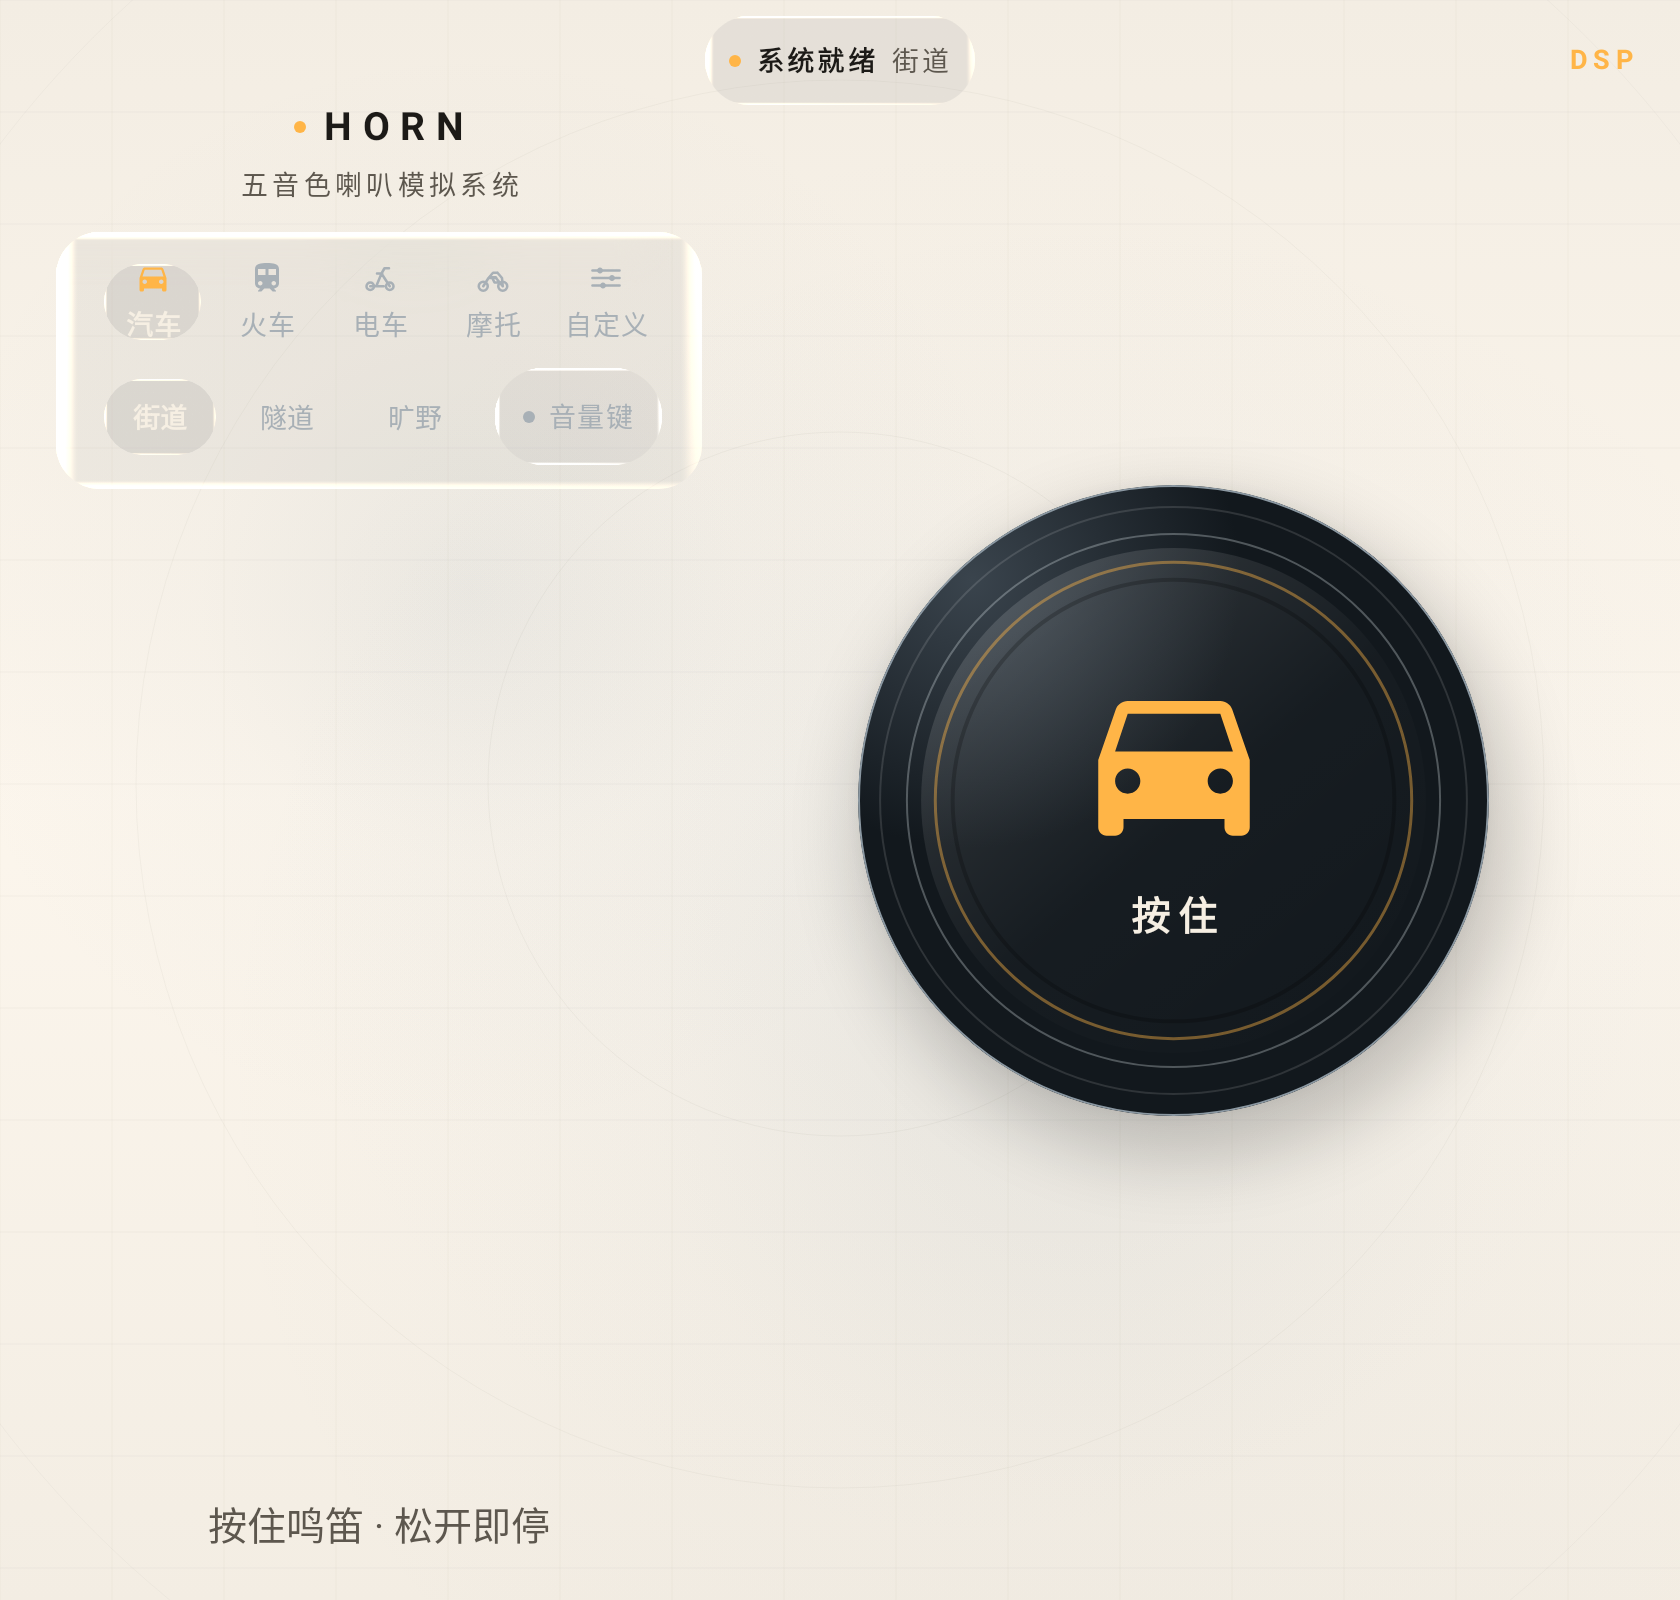 系统就绪 街道
DSP
HORN
五音色喇叭模拟系统
汽车 火车 电车 摩托 自定义
街道 隧道 旷野 音量键
按住
按住鸣笛 · 松开即停